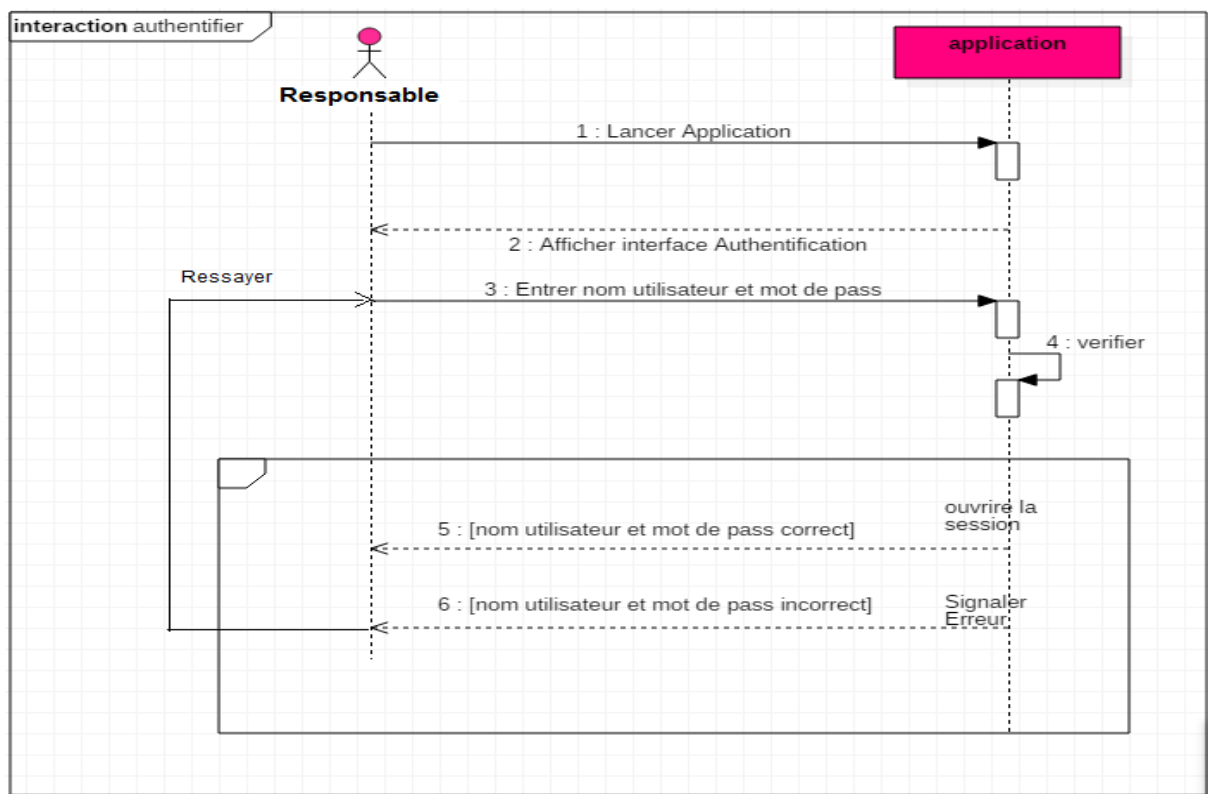 interaction authentifier
Responsable
application
1 : Lancer Application
2 : Afficher interface Authentification
Ressayer
3 : Entrer nom utilisateur et mot de pass
4 : verifier
ouvrire la
session
5 : [nom utilisateur et mot de pass correct]
6 : [nom utilisateur et mot de pass incorrect]
Signaler
Erreur